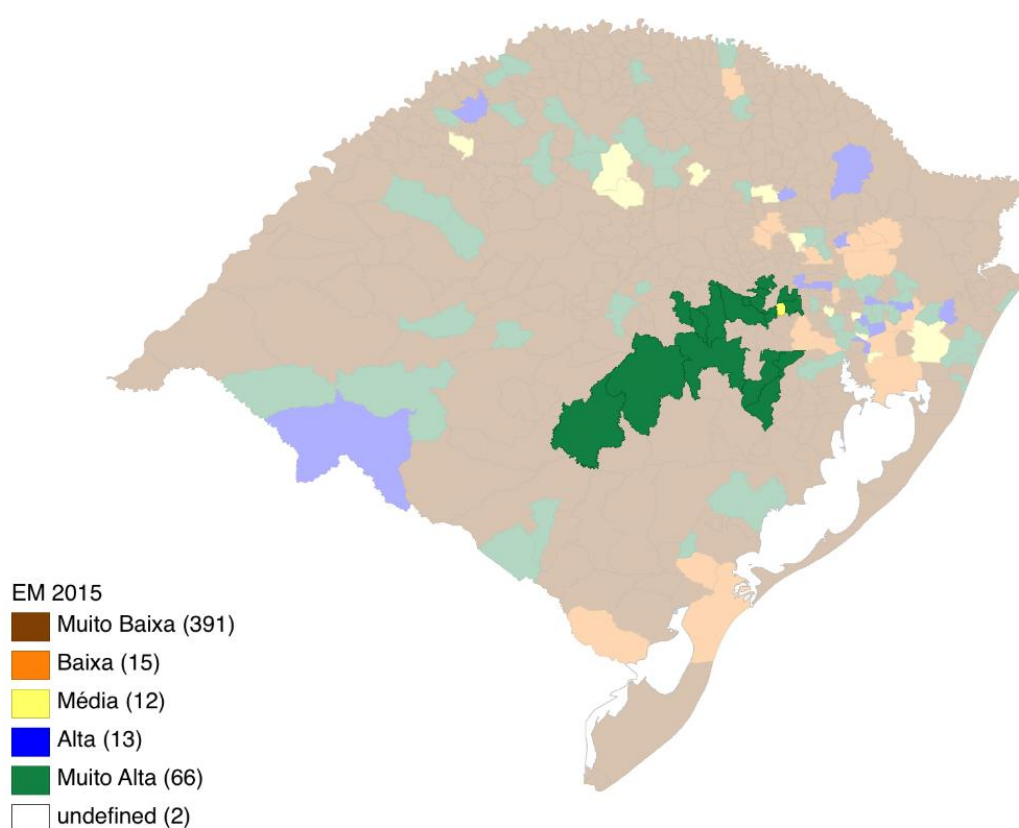 EM 2015
Muito Baixa (391)
Baixa (15)
Média (12)
Alta (13)
Muito Alta (66)
undefined (2)